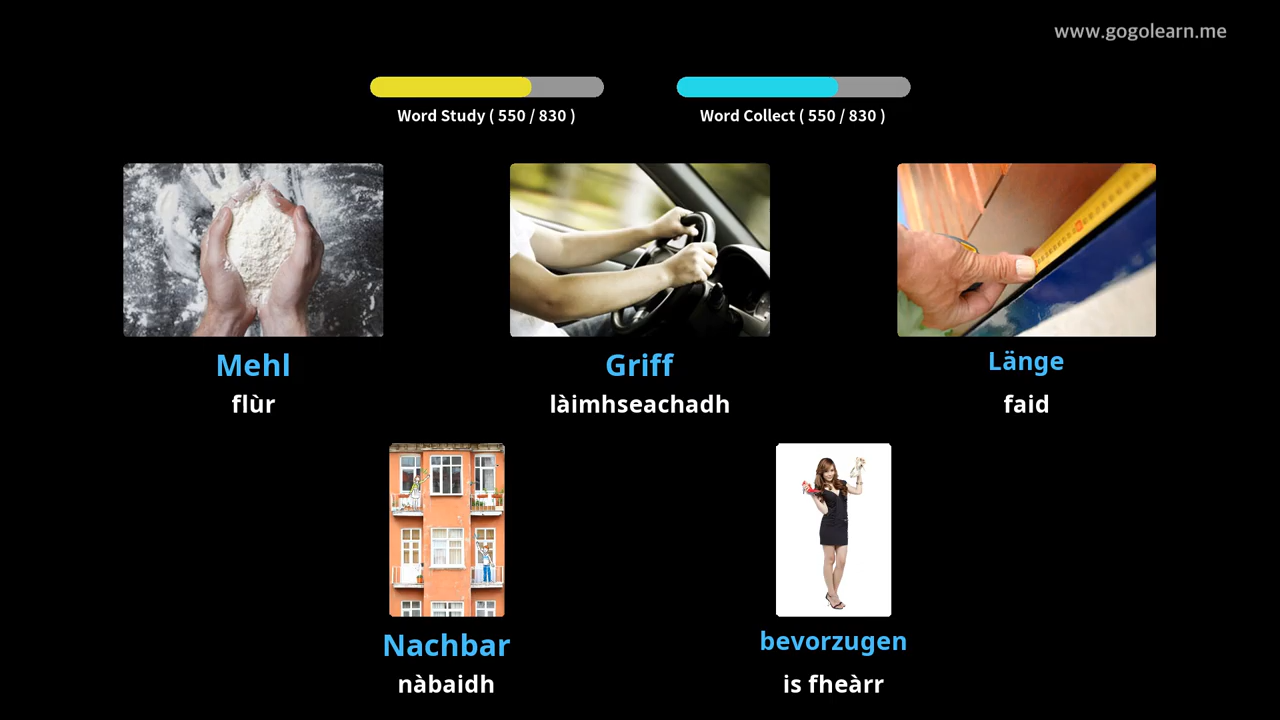 www.gogolearn.me
Word Study ( 550 / 830 )
Word Collect ( 550 / 830 )
Mehl
flùr
Griff
làimhseachadh
Länge
faid
Nachbar
nàbaidh
bevorzugen
is fheàrr